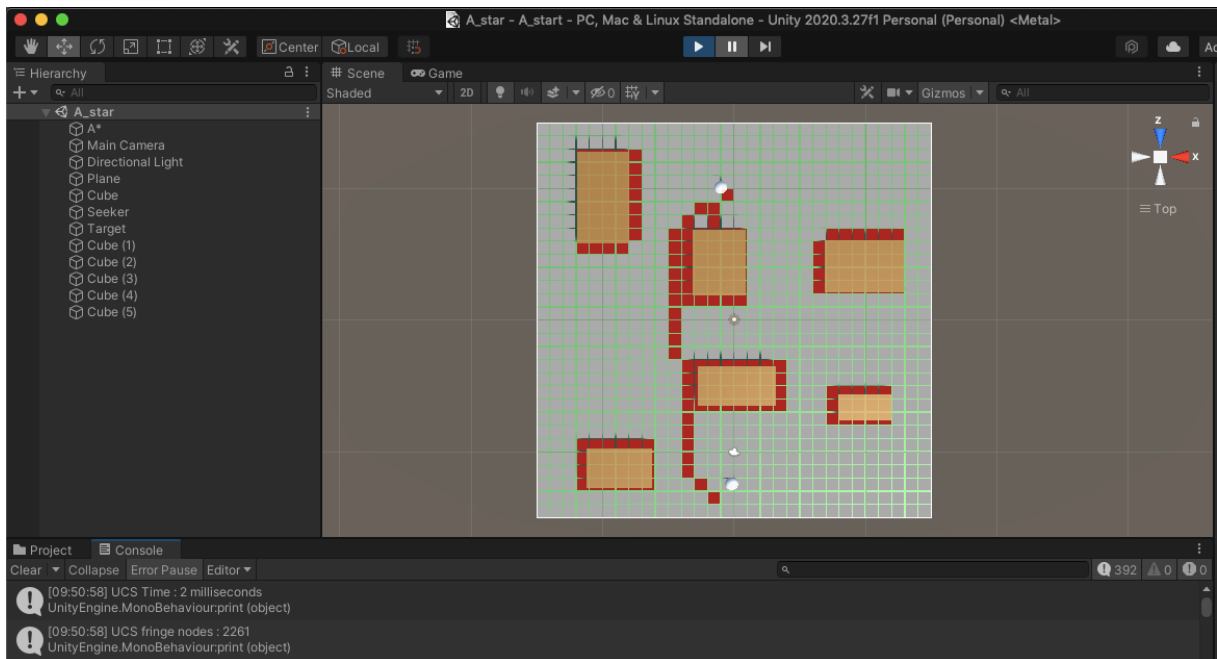 A_star - A_start - PC, Mac & Linux Standalone - Unity 2020.3.27f1 Personal (Personal) <Metal>
Center Local
Hierarchy # Scene Game
All Shaded 2D 0 Gizmos All
A_star
A*
Main Camera
Directional Light
Plane
Cube
Seeker
Target
Cube (1)
Cube (2)
Cube (3)
Cube (4)
Cube (5)
z
x
Top
Project Console
Clear Collapse Error Pause Editor 392 0 0
[09:50:58] UCS Time : 2 milliseconds
UnityEngine.MonoBehaviour:print (object)
[09:50:58] UCS fringe nodes : 2261
UnityEngine.MonoBehaviour:print (object)